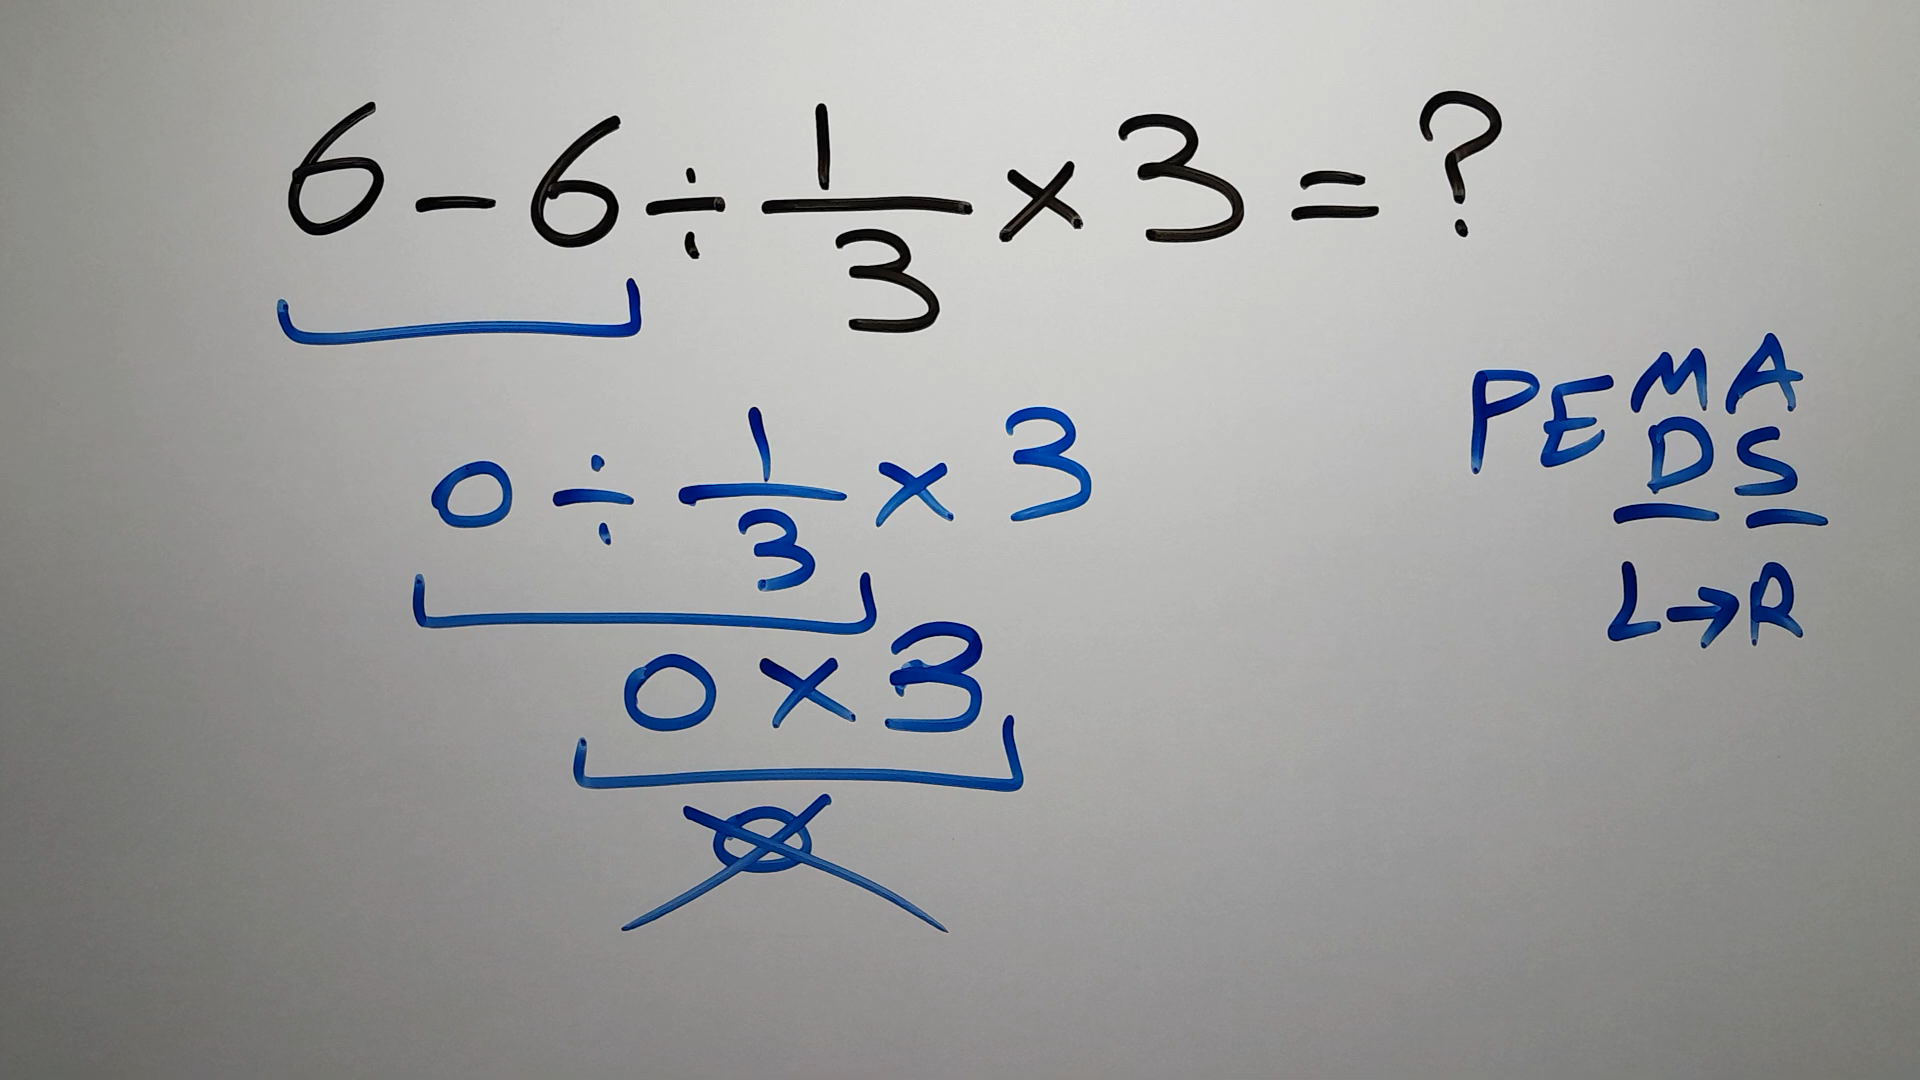 6 - 6 ÷ 1/3 × 3 = ?
PEMA
DS
0 ÷ 1/3 × 3
L→R
0 × 3
0